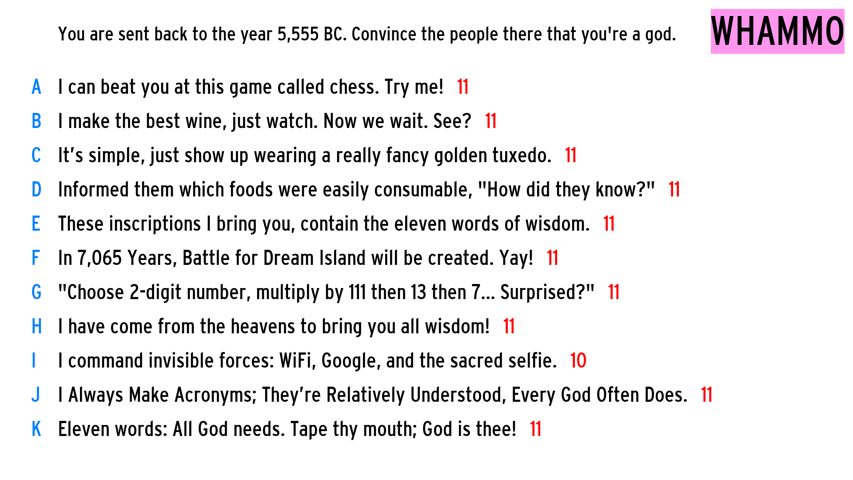 You are sent back to the year 5,555 BC. Convince the people there that you're a god.
WHAMMO
A I can beat you at this game called chess. Try me! 11
B I make the best wine, just watch. Now we wait. See? 11
C It's simple, just show up wearing a really fancy golden tuxedo. 11
D Informed them which foods were easily consumable, "How did they know?" 11
E These inscriptions I bring you, contain the eleven words of wisdom. 11
F In 7,065 Years, Battle for Dream Island will be created. Yay! 11
G "Choose 2-digit number, multiply by 111 then 13 then 7... Surprised?" 11
H I have come from the heavens to bring you all wisdom! 11
I I command invisible forces: WiFi, Google, and the sacred selfie. 10
J I Always Make Acronyms; They're Relatively Understood, Every God Often Does. 11
K Eleven words: All God needs. Tape thy mouth; God is thee! 11